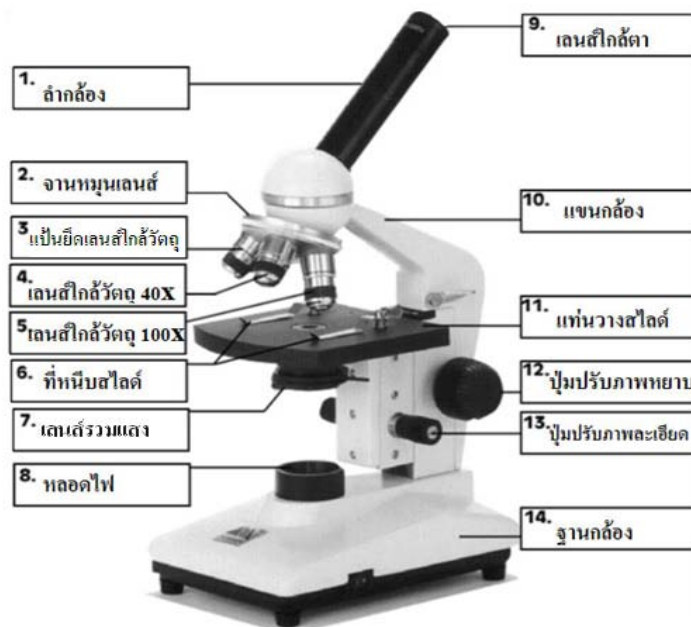 1. ลำกล้อง
2. จานหมุนเลนส์
3 แป้นยึดเลนส์ใกล้วัตถุ
4. เลนส์ใกล้วัตถุ 40X
5. เลนส์ใกล้วัตถุ 100X
6. ที่หนีบสไลด์
7. เลนส์รวมแสง
8. หลอดไฟ
9. เลนส์ใกล้ตา
10. แขนกล้อง
11. แท่นวางสไลด์
12. ปุ่มปรับภาพหยาบ
13. ปุ่มปรับภาพละเอียด
14. ฐานกล้อง